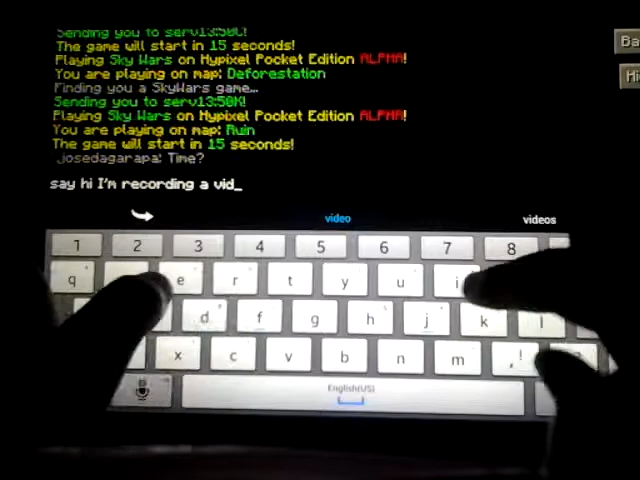 Sending you to serv13:50C!
The game will start in 15 seconds!
Playing Sky Wars on Hypixel Pocket Edition ALPHA!
You are playing on map: Deforestation
Finding you a SkyWars game...
Sending you to serv13:50K!
Playing Sky Wars on Hypixel Pocket Edition ALPHA!
You are playing on map: Ruin
The game will start in 15 seconds!
josedagarapa: Time?
say hi I'm recording a vid_
Ba
Hi
video videos
1 2 3 4 5 6 7 8
q e r t y u i
d f g h j k l
x c v b n m , !
English(US)